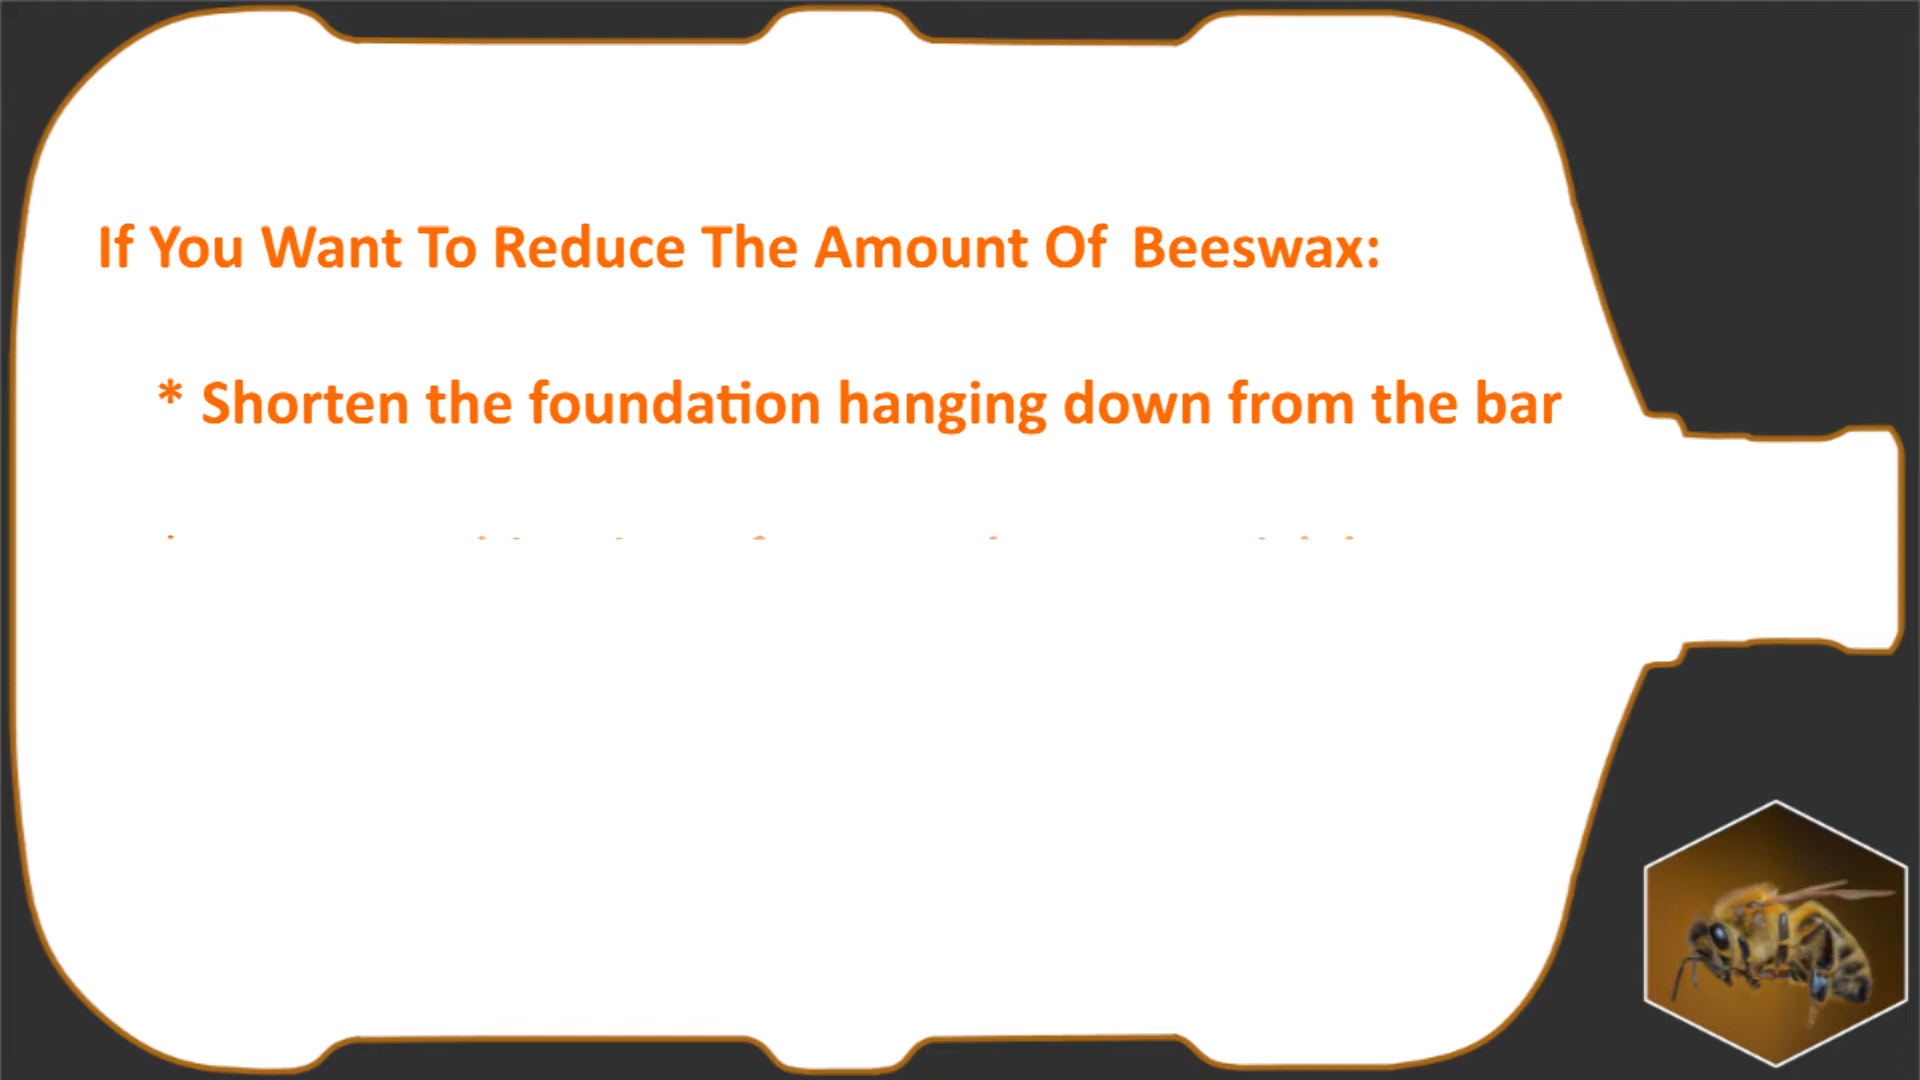 If You Want To Reduce The Amount Of Beeswax:
* Shorten the foundation hanging down from the bar